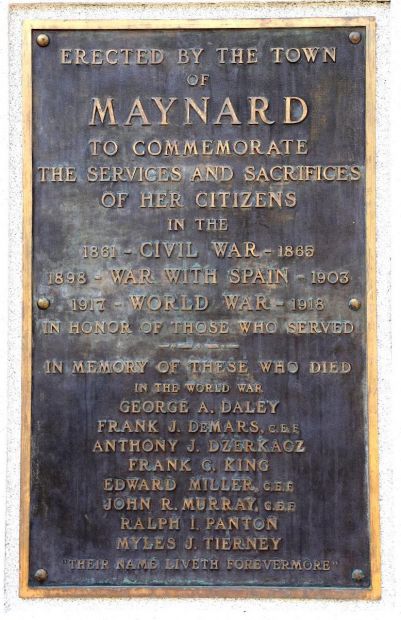 ERECTED BY THE TOWN
OF
MAYNARD
TO COMMEMORATE
THE SERVICES AND SACRIFICES
OF HER CITIZENS
IN THE
1861 - CIVIL WAR - 1865
1898 - WAR WITH SPAIN - 1903
1917 - WORLD WAR - 1918
IN HONOR OF THOSE WHO SERVED
IN MEMORY OF THESE WHO DIED
IN THE WORLD WAR
GEORGE A. DALEY
FRANK J. DEMARS, C.E.F.
ANTHONY J. DZERKACZ
FRANK C. KING
EDWARD MILLER, C.E.F.
JOHN R. MURRAY, C.E.F.
RALPH I. PANTON
MYLES J. TIERNEY
"THEIR NAME LIVETH FOREVERMORE"